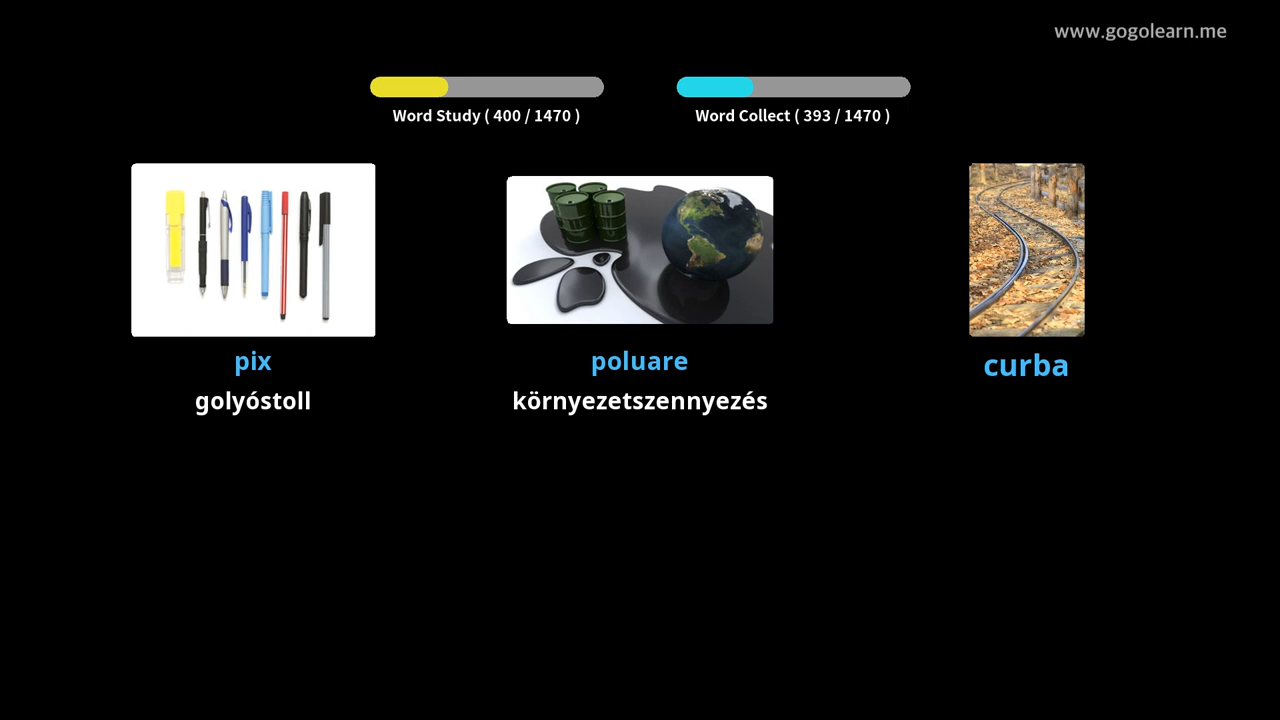 www.gogolearn.me
Word Study ( 400 / 1470 )
Word Collect ( 393 / 1470 )
pix
golyóstoll
poluare
környezetszennyezés
curba